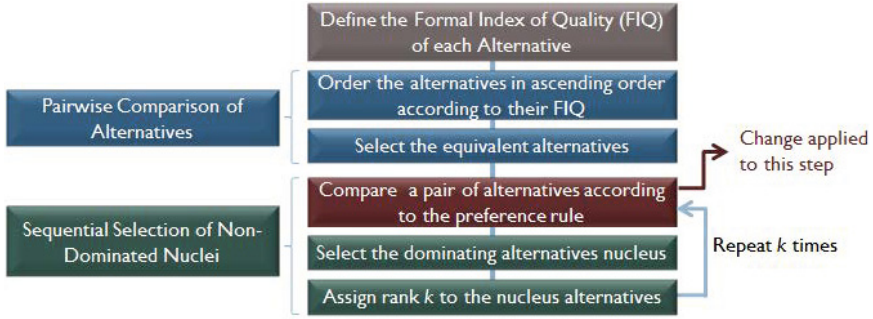 Define the Formal Index of Quality (FIQ)
of each Alternative
Pairwise Comparison of
Alternatives
Order the alternatives in ascending order
according to their FIQ
Select the equivalent alternatives
Change applied
to this step
Sequential Selection of Non-
Dominated Nuclei
Compare a pair of alternatives according
to the preference rule
Select the dominating alternatives nucleus
Repeat k times
Assign rank k to the nucleus alternatives